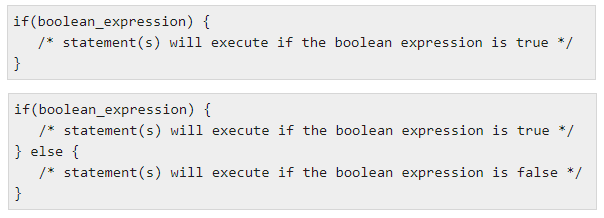 if(boolean_expression) {
   /* statement(s) will execute if the boolean expression is true */
}
if(boolean_expression) {
   /* statement(s) will execute if the boolean expression is true */
} else {
   /* statement(s) will execute if the boolean expression is false */
}